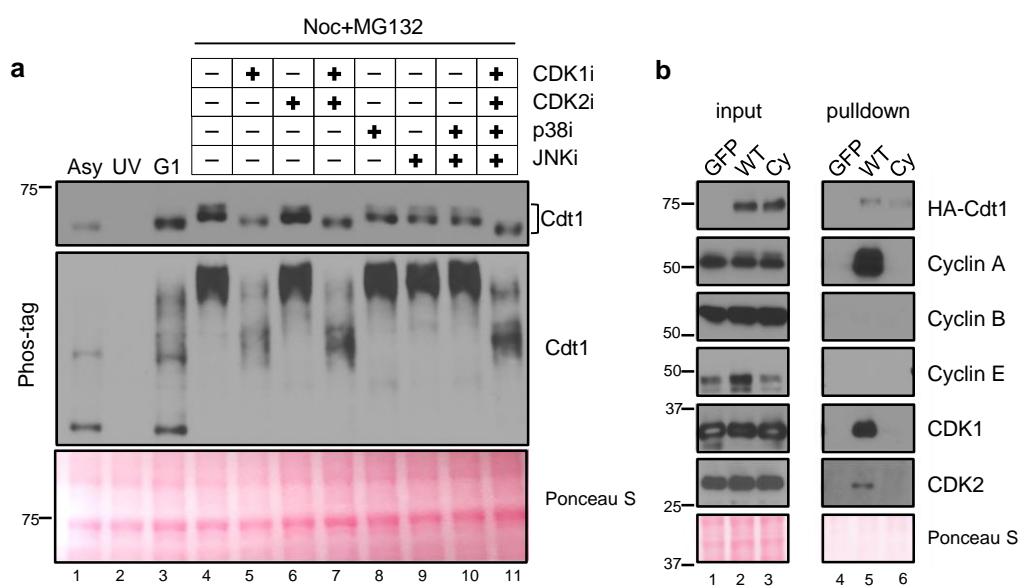 Noc+MG132
a
– + – + – – – + CDK1i
– – + + – – – + CDK2i
– – – – + – + + p38i
– – – – – + + + JNKi
Asy UV G1
75
Cdt1
Phos-tag
Cdt1
Ponceau S
75
1 2 3 4 5 6 7 8 9 10 11
b
input pulldown
GFP WT Cy GFP WT Cy
75 HA-Cdt1
50 Cyclin A
Cyclin B
50
50 Cyclin E
37
CDK1
CDK2
25
Ponceau S
37
1 2 3 4 5 6